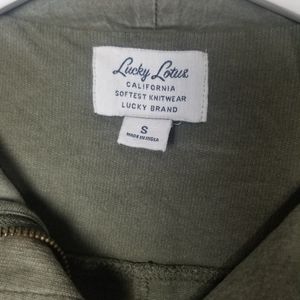 Lucky Lotus
CALIFORNIA
SOFTEST KNITWEAR
LUCKY BRAND
S
MADE IN INDIA